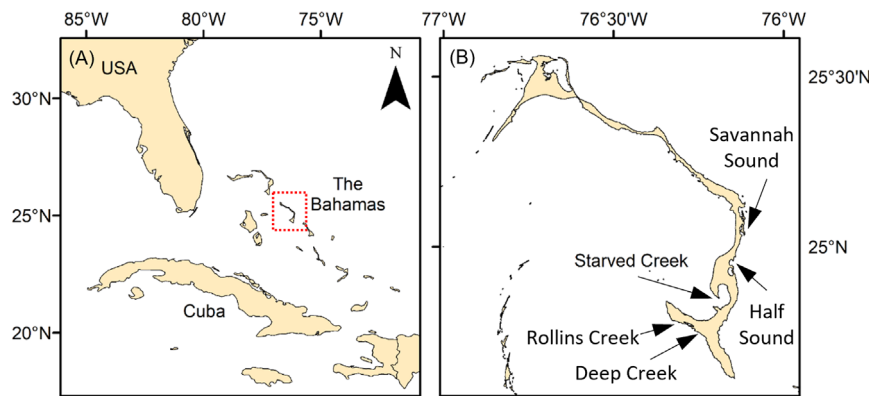 85°W 80°W 75°W
(A)
USA
N
30°N
The
Bahamas
25°N
Cuba
20°N
77°W 76°30'W 76°W
(B)
25°30'N
Savannah
Sound
25°N
Starved Creek
Half
Sound
Rollins Creek
Deep Creek